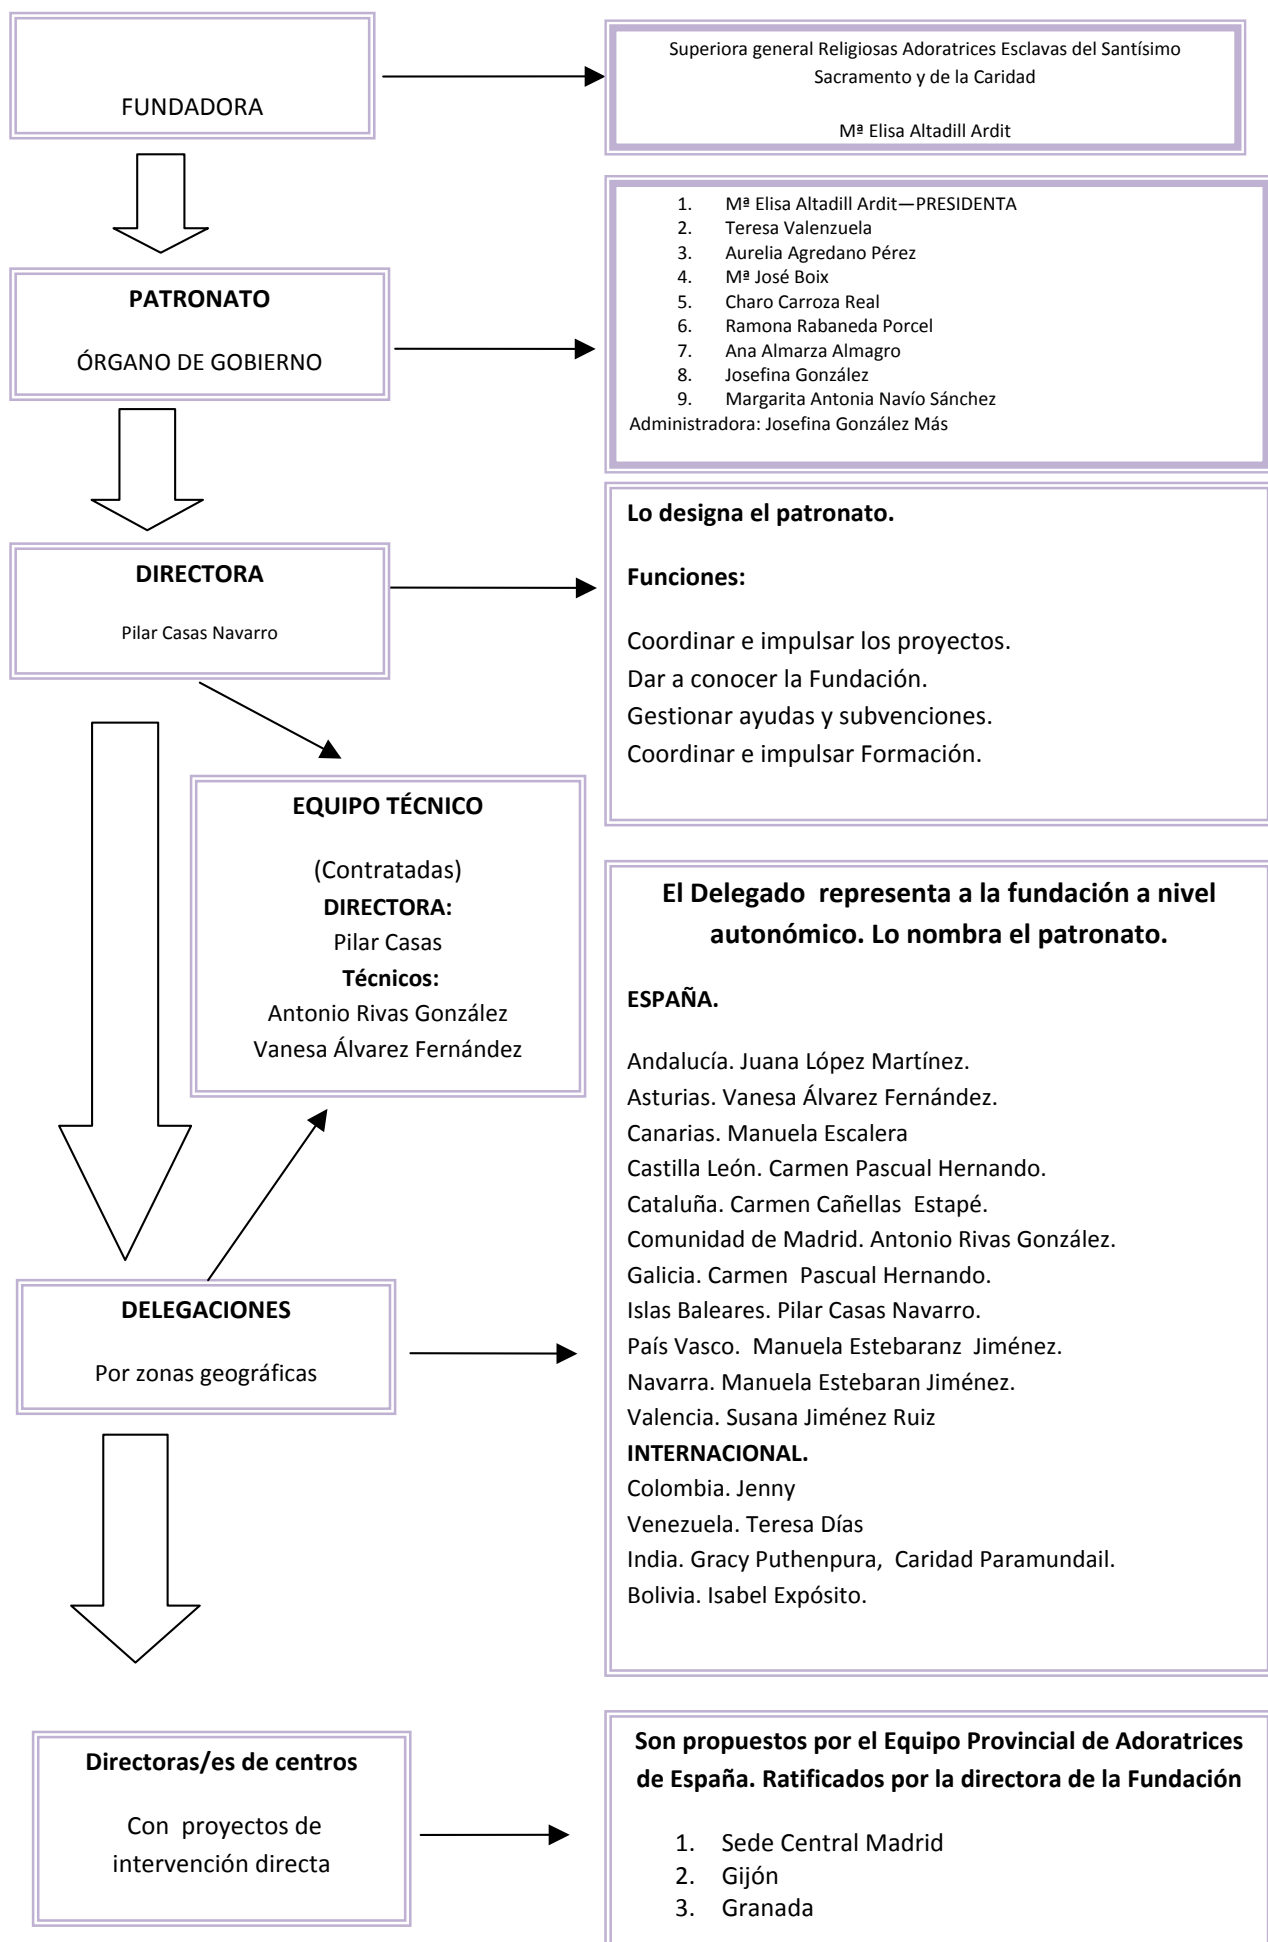 FUNDADORA
Superiora general Religiosas Adoratrices Esclavas del Santísimo
Sacramento y de la Caridad
Mª Elisa Altadill Ardit
PATRONATO
ÓRGANO DE GOBIERNO
1. Mª Elisa Altadill Ardit—PRESIDENTA
2. Teresa Valenzuela
3. Aurelia Agredano Pérez
4. Mª José Boix
5. Charo Carroza Real
6. Ramona Rabaneda Porcel
7. Ana Almarza Almagro
8. Josefina González
9. Margarita Antonia Navío Sánchez
Administradora: Josefina González Más
DIRECTORA
Pilar Casas Navarro
Lo designa el patronato.
Funciones:
Coordinar e impulsar los proyectos.
Dar a conocer la Fundación.
Gestionar ayudas y subvenciones.
Coordinar e impulsar Formación.
EQUIPO TÉCNICO
(Contratadas)
DIRECTORA:
Pilar Casas
Técnicos:
Antonio Rivas González
Vanesa Álvarez Fernández
DELEGACIONES
Por zonas geográficas
El Delegado representa a la fundación a nivel
autonómico. Lo nombra el patronato.
ESPAÑA.
Andalucía. Juana López Martínez.
Asturias. Vanesa Álvarez Fernández.
Canarias. Manuela Escalera
Castilla León. Carmen Pascual Hernando.
Cataluña. Carmen Cañellas Estapé.
Comunidad de Madrid. Antonio Rivas González.
Galicia. Carmen Pascual Hernando.
Islas Baleares. Pilar Casas Navarro.
País Vasco. Manuela Estebaranz Jiménez.
Navarra. Manuela Estebaran Jiménez.
Valencia. Susana Jiménez Ruiz
INTERNACIONAL.
Colombia. Jenny
Venezuela. Teresa Días
India. Gracy Puthenpura, Caridad Paramundail.
Bolivia. Isabel Expósito.
Directoras/es de centros
Con proyectos de
intervención directa
Son propuestos por el Equipo Provincial de Adoratrices
de España. Ratificados por la directora de la Fundación
1. Sede Central Madrid
2. Gijón
3. Granada